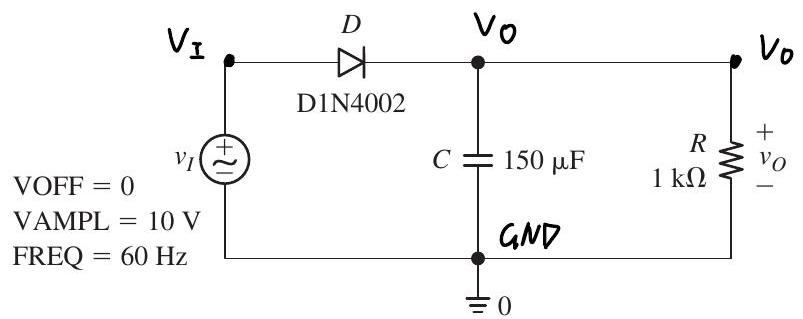 D
V_O
V_I
V_o
D1N4002
v_I
+
−
C
150 μF
R
1 kΩ
+
v_O
−
VOFF = 0
VAMPL = 10 V
FREQ = 60 Hz
GND
0